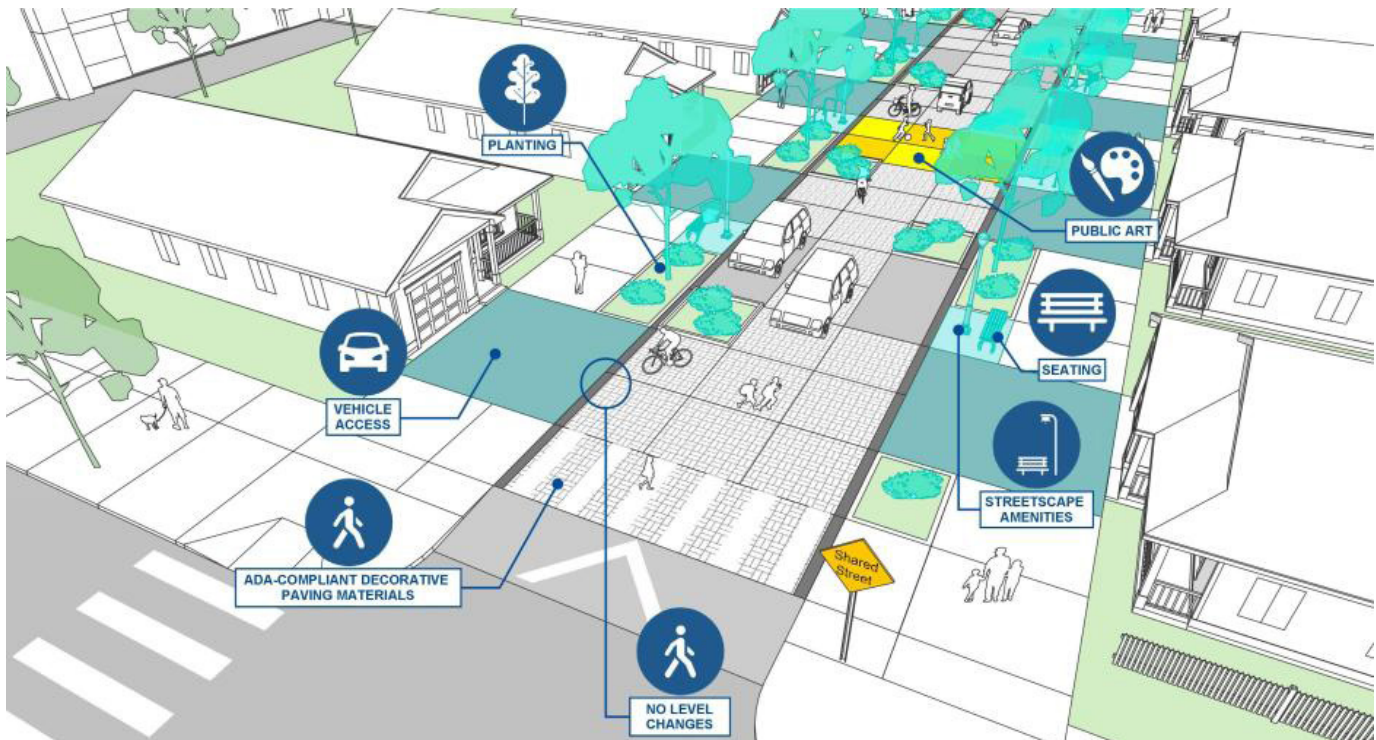 PLANTING
PUBLIC ART
SEATING
VEHICLE
ACCESS
STREETSCAPE
AMENITIES
Shared
Street
ADA-COMPLIANT DECORATIVE
PAVING MATERIALS
NO LEVEL
CHANGES